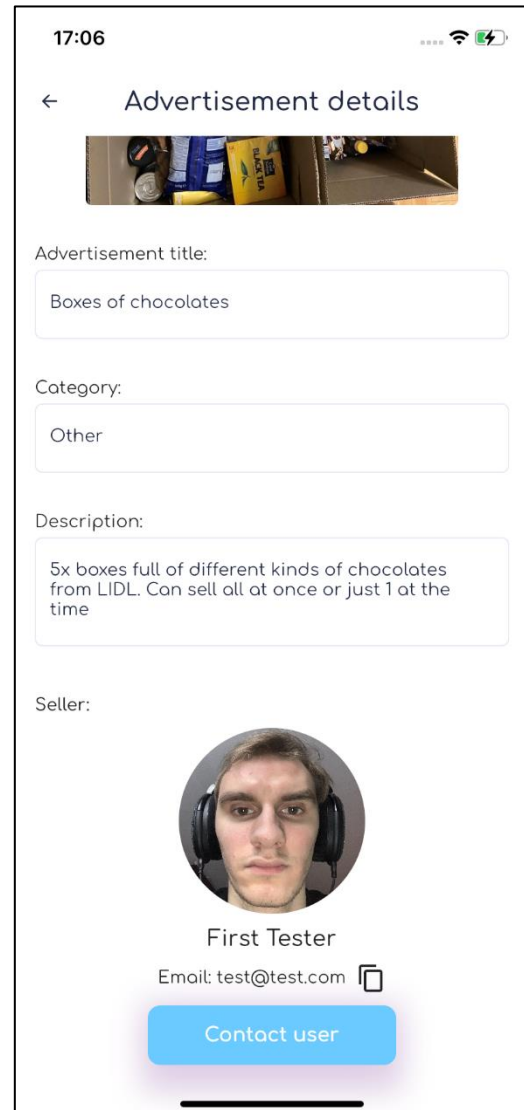 17:06
Advertisement details
BLACK TEA
Advertisement title:
Boxes of chocolates
Category:
Other
Description:
5x boxes full of different kinds of chocolates
from LIDL. Can sell all at once or just 1 at the
time
Seller:
First Tester
Email: test@test.com
Contact user